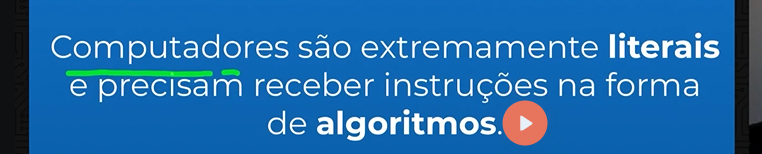 Computadores são extremamente literais
e precisam receber instruções na forma
de algoritmos.